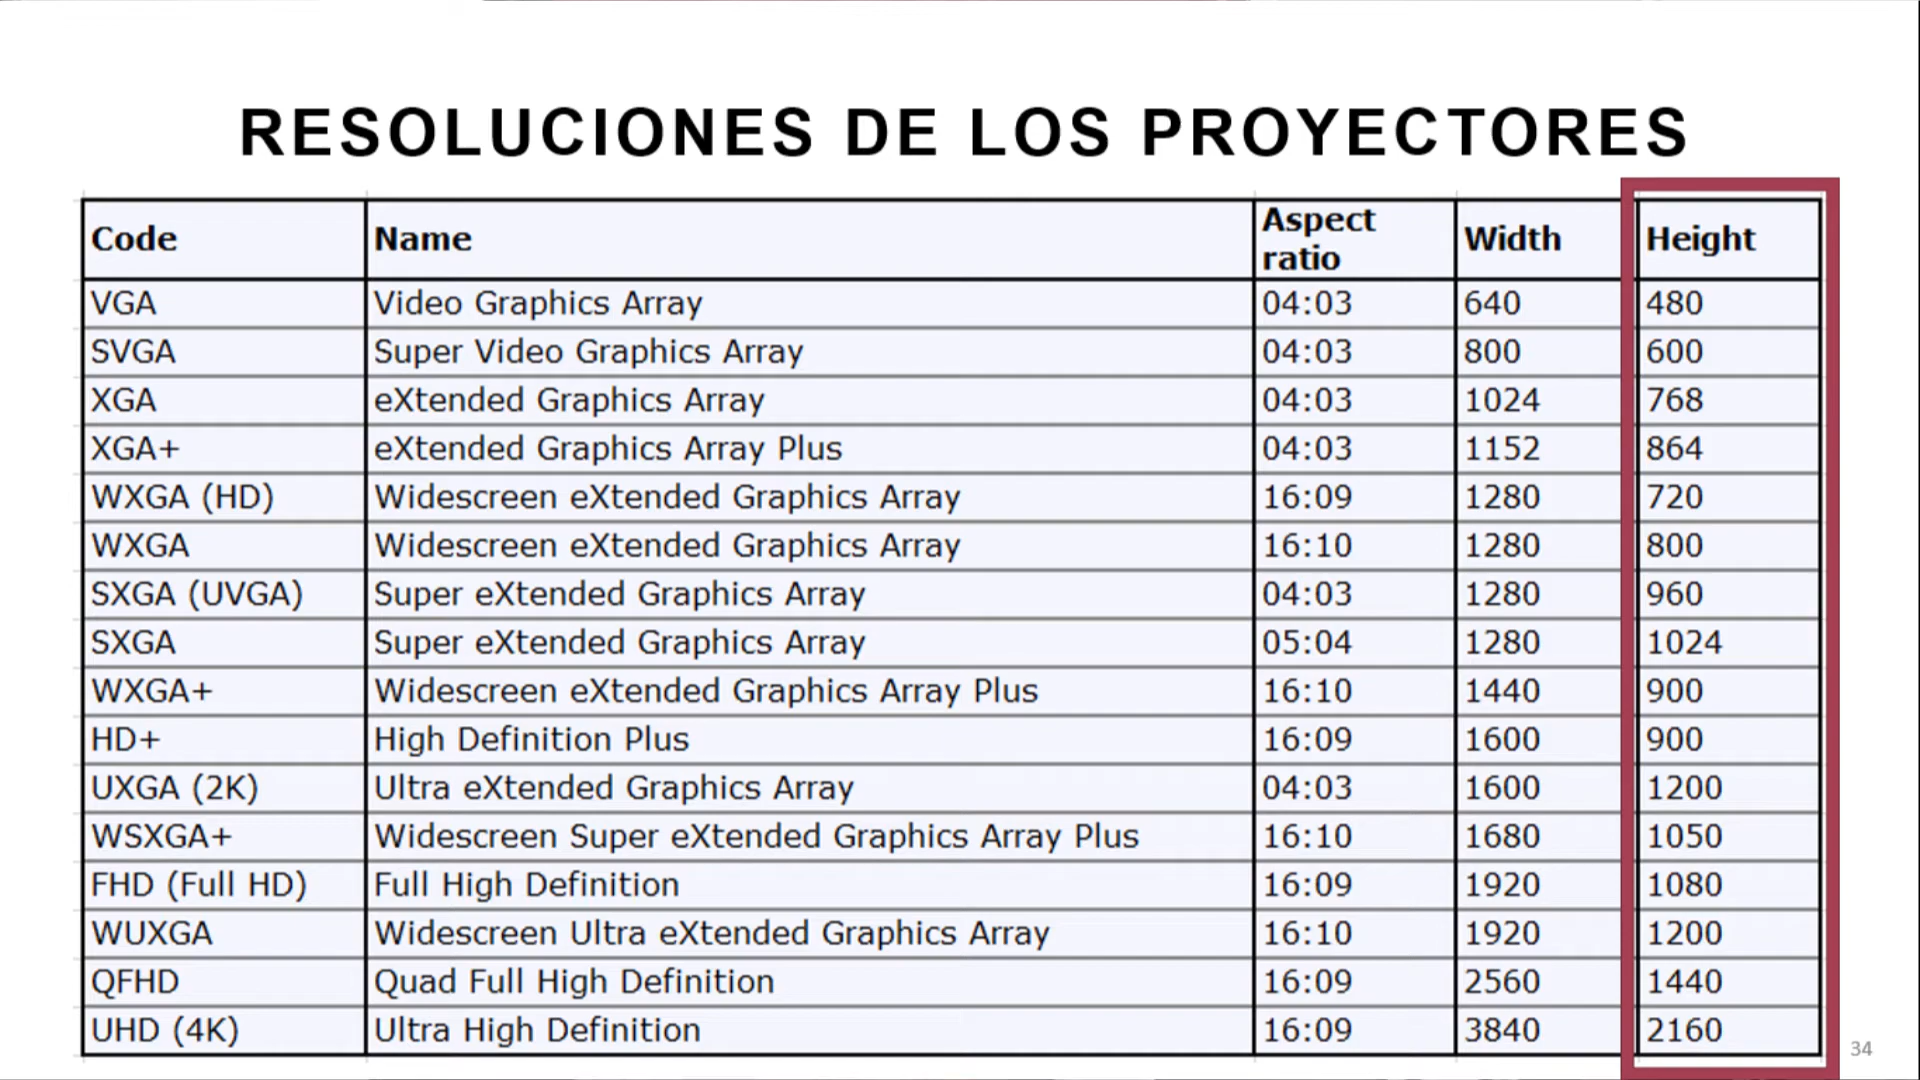 RESOLUCIONES DE LOS PROYECTORES
Code Name Aspect ratio Width Height
VGA Video Graphics Array 04:03 640 480
SVGA Super Video Graphics Array 04:03 800 600
XGA eXtended Graphics Array 04:03 1024 768
XGA+ eXtended Graphics Array Plus 04:03 1152 864
WXGA (HD) Widescreen eXtended Graphics Array 16:09 1280 720
WXGA Widescreen eXtended Graphics Array 16:10 1280 800
SXGA (UVGA) Super eXtended Graphics Array 04:03 1280 960
SXGA Super eXtended Graphics Array 05:04 1280 1024
WXGA+ Widescreen eXtended Graphics Array Plus 16:10 1440 900
HD+ High Definition Plus 16:09 1600 900
UXGA (2K) Ultra eXtended Graphics Array 04:03 1600 1200
WSXGA+ Widescreen Super eXtended Graphics Array Plus 16:10 1680 1050
FHD (Full HD) Full High Definition 16:09 1920 1080
WUXGA Widescreen Ultra eXtended Graphics Array 16:10 1920 1200
QFHD Quad Full High Definition 16:09 2560 1440
UHD (4K) Ultra High Definition 16:09 3840 2160
34